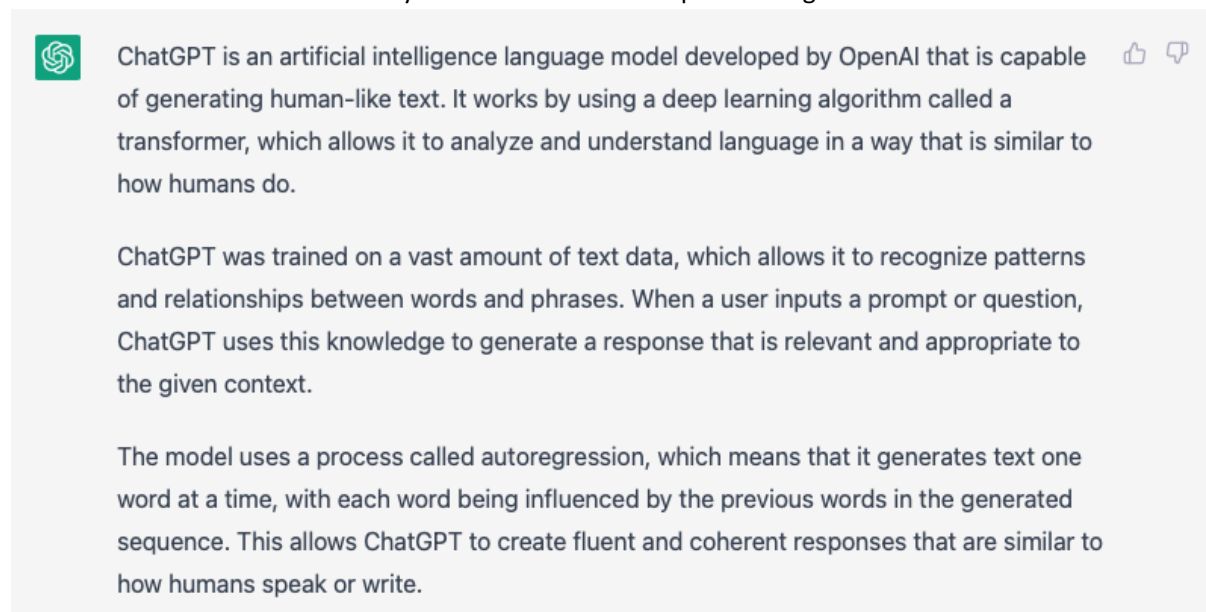 ChatGPT is an artificial intelligence language model developed by OpenAI that is capable
of generating human-like text. It works by using a deep learning algorithm called a
transformer, which allows it to analyze and understand language in a way that is similar to
how humans do.
ChatGPT was trained on a vast amount of text data, which allows it to recognize patterns
and relationships between words and phrases. When a user inputs a prompt or question,
ChatGPT uses this knowledge to generate a response that is relevant and appropriate to
the given context.
The model uses a process called autoregression, which means that it generates text one
word at a time, with each word being influenced by the previous words in the generated
sequence. This allows ChatGPT to create fluent and coherent responses that are similar to
how humans speak or write.